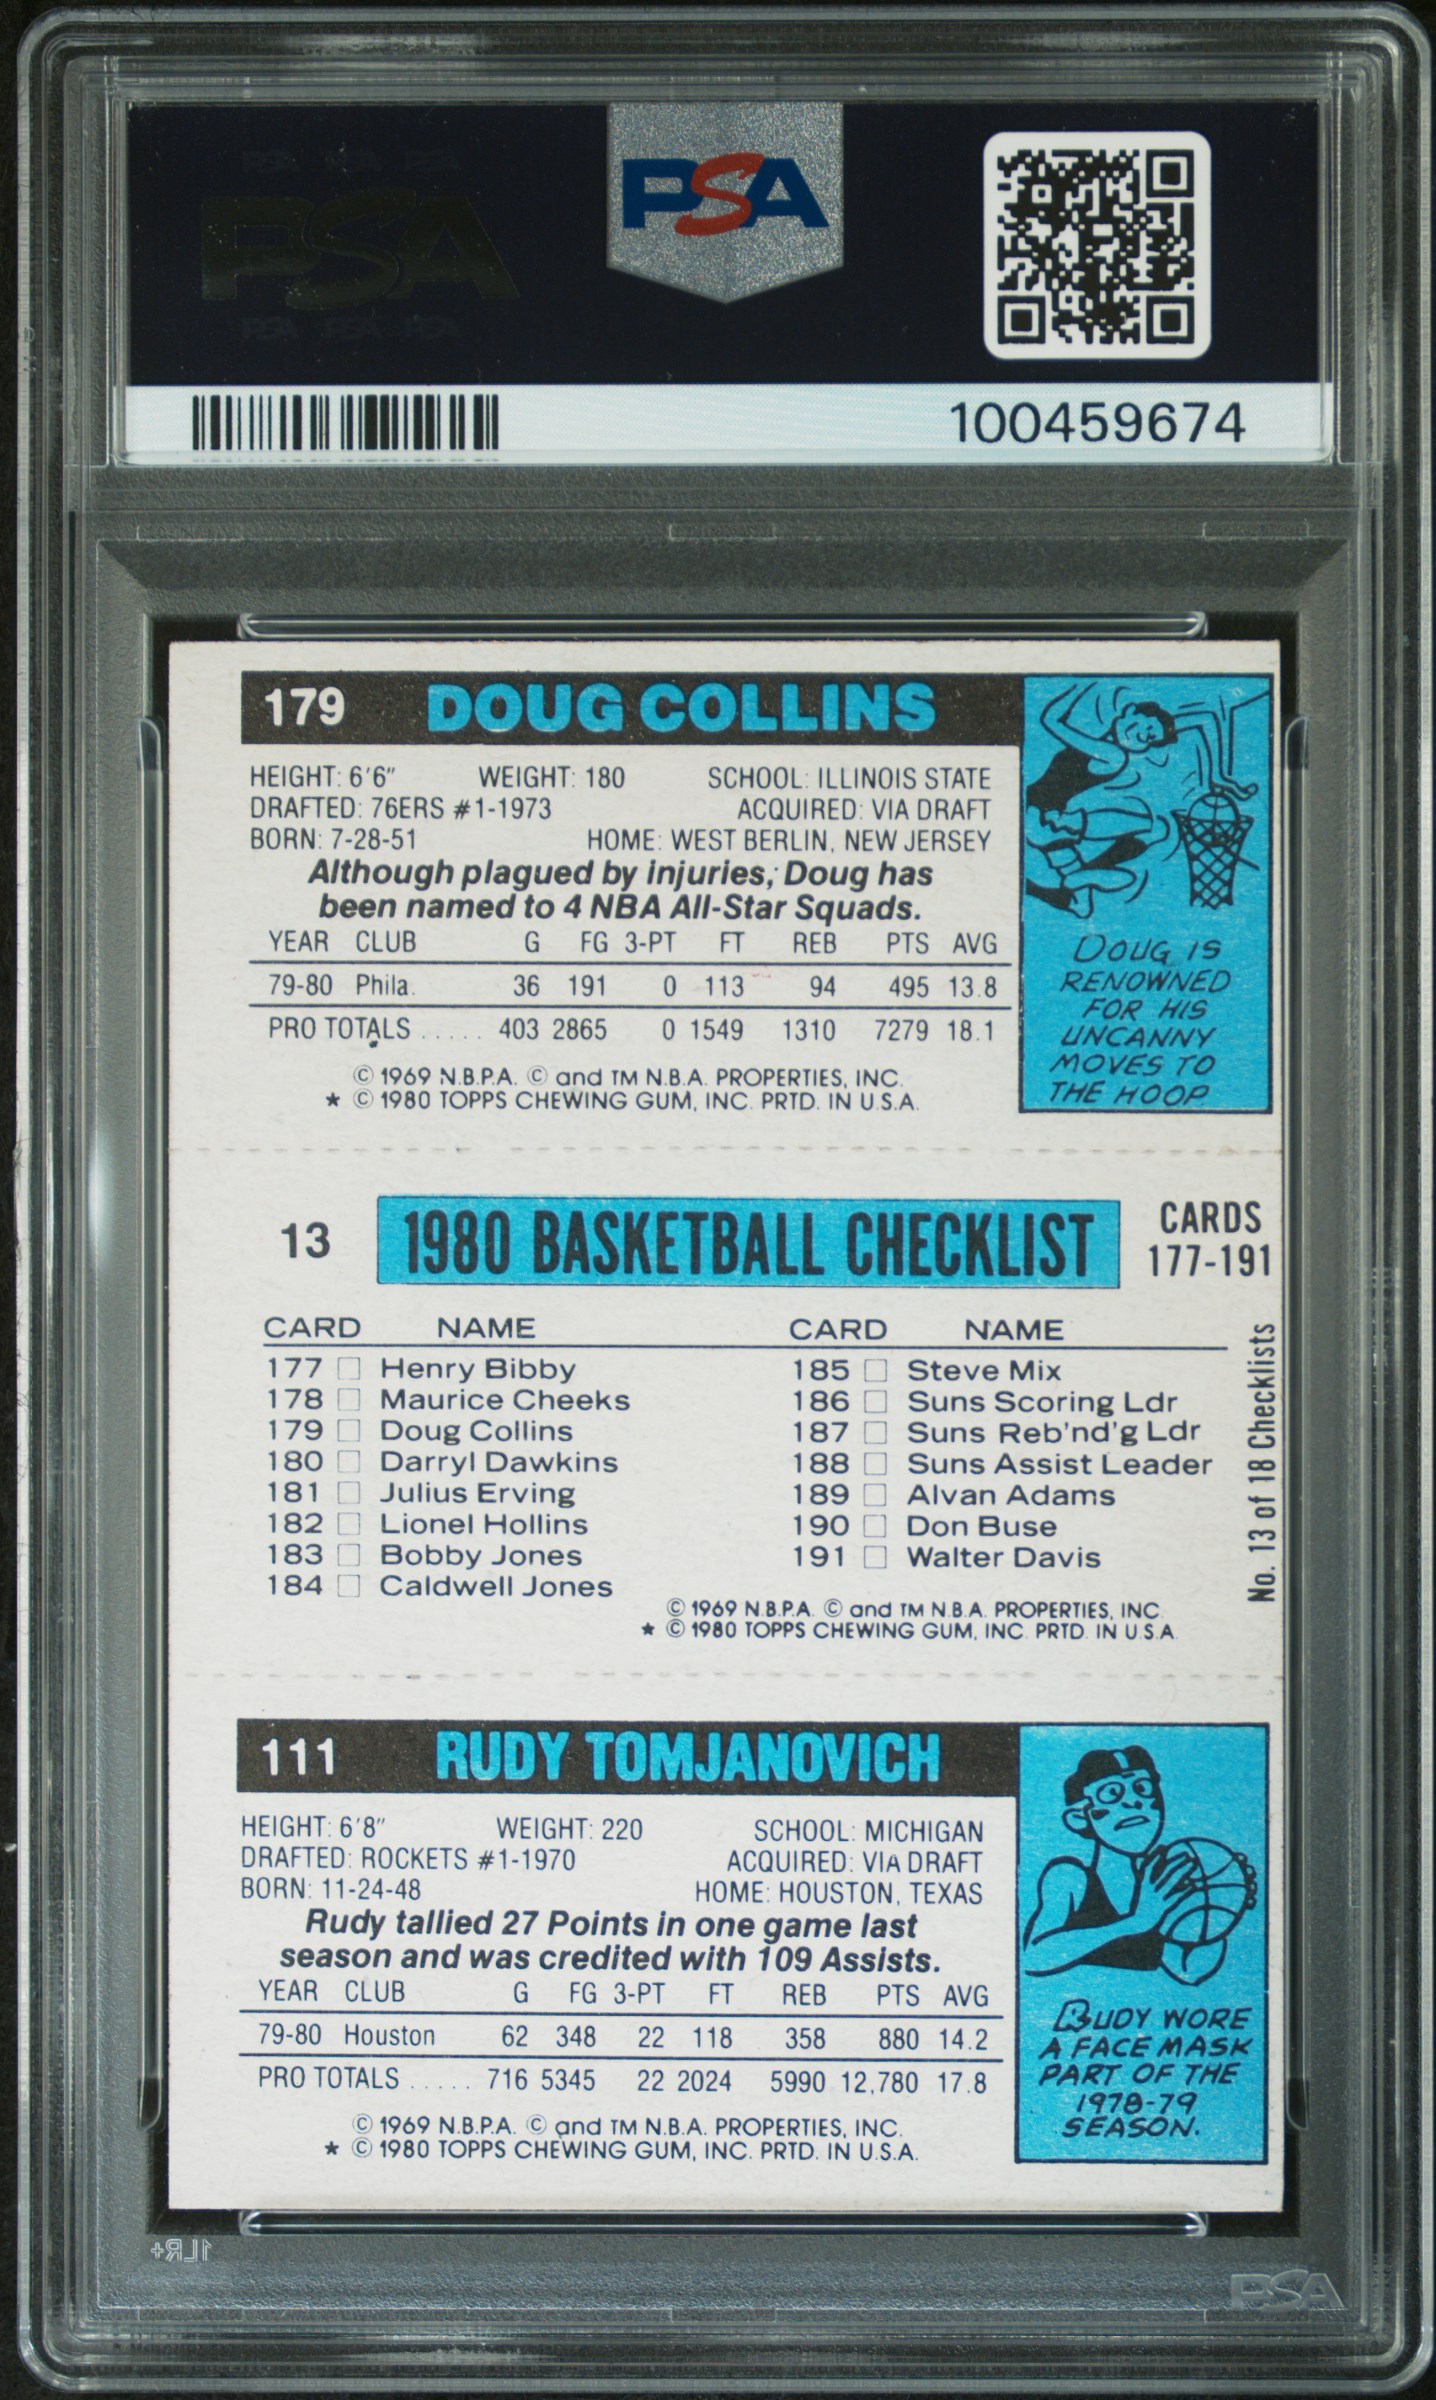 PSA PSA PSA
PSA
PSA PSA PSA
PSA
100459674
179 DOUG COLLINS
HEIGHT: 6'6" WEIGHT: 180 SCHOOL: ILLINOIS STATE
DRAFTED: 76ERS #1-1973 ACQUIRED: VIA DRAFT
BORN: 7-28-51 HOME: WEST BERLIN, NEW JERSEY
Although plagued by injuries, Doug has
been named to 4 NBA All-Star Squads.
YEAR CLUB G FG 3-PT FT REB PTS AVG
79-80 Phila. 36 191 0 113 94 495 13.8
PRO TOTALS ..... 403 2865 0 1549 1310 7279 18.1
© 1969 N.B.P.A. © and TM N.B.A. PROPERTIES, INC.
★ © 1980 TOPPS CHEWING GUM, INC. PRTD. IN U.S.A.
DOUG IS
RENOWNED
FOR HIS
UNCANNY
MOVES TO
THE HOOP
13 1980 BASKETBALL CHECKLIST CARDS
177-191
CARD NAME
177 Henry Bibby
178 Maurice Cheeks
179 Doug Collins
180 Darryl Dawkins
181 Julius Erving
182 Lionel Hollins
183 Bobby Jones
184 Caldwell Jones
CARD NAME
185 Steve Mix
186 Suns Scoring Ldr
187 Suns Reb'nd'g Ldr
188 Suns Assist Leader
189 Alvan Adams
190 Don Buse
191 Walter Davis
No. 13 of 18 Checklists
© 1969 N.B.P.A. © and TM N.B.A. PROPERTIES, INC.
★ © 1980 TOPPS CHEWING GUM, INC. PRTD. IN U.S.A.
111 RUDY TOMJANOVICH
HEIGHT: 6'8" WEIGHT: 220 SCHOOL: MICHIGAN
DRAFTED: ROCKETS #1-1970 ACQUIRED: VIA DRAFT
BORN: 11-24-48 HOME: HOUSTON, TEXAS
Rudy tallied 27 Points in one game last
season and was credited with 109 Assists.
YEAR CLUB G FG 3-PT FT REB PTS AVG
79-80 Houston 62 348 22 118 358 880 14.2
PRO TOTALS ..... 716 5345 22 2024 5990 12,780 17.8
© 1969 N.B.P.A. © and TM N.B.A. PROPERTIES, INC.
★ © 1980 TOPPS CHEWING GUM, INC. PRTD. IN U.S.A.
RUDY WORE
A FACE MASK
PART OF THE
1978-79
SEASON.
1LR+
PSA